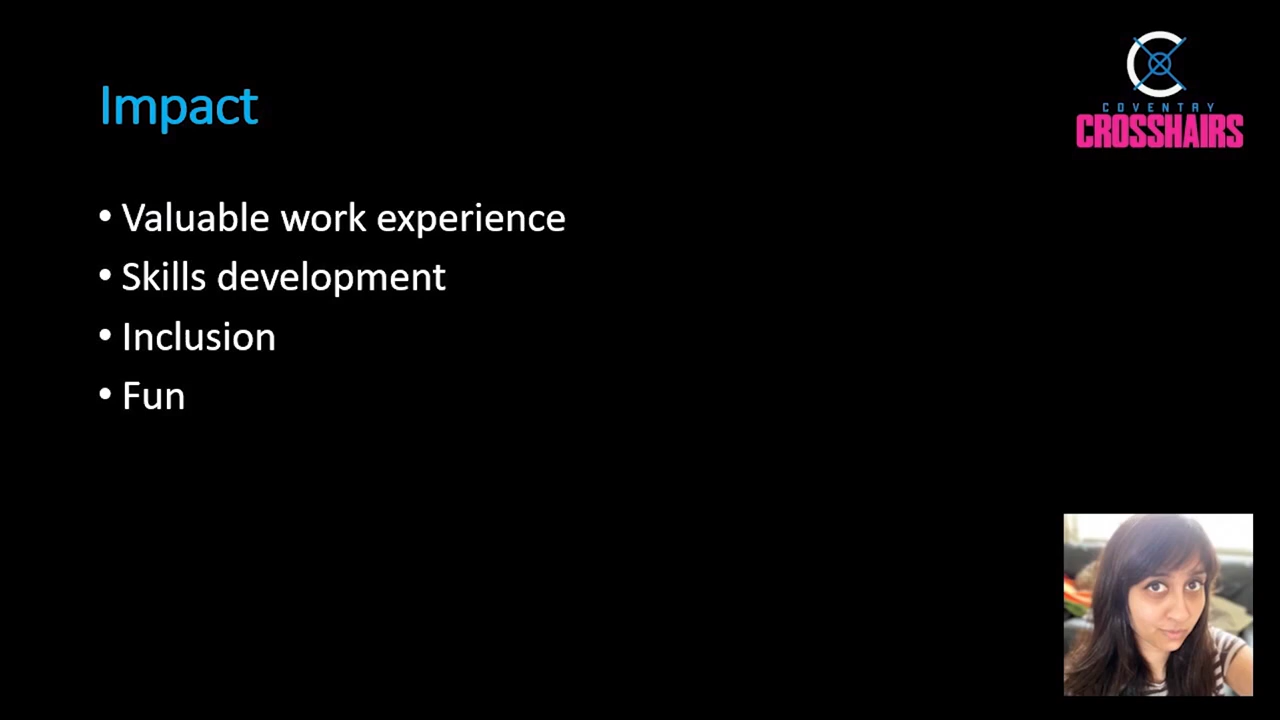 Impact
COVENTRY
CROSSHAIRS
• Valuable work experience
• Skills development
• Inclusion
• Fun